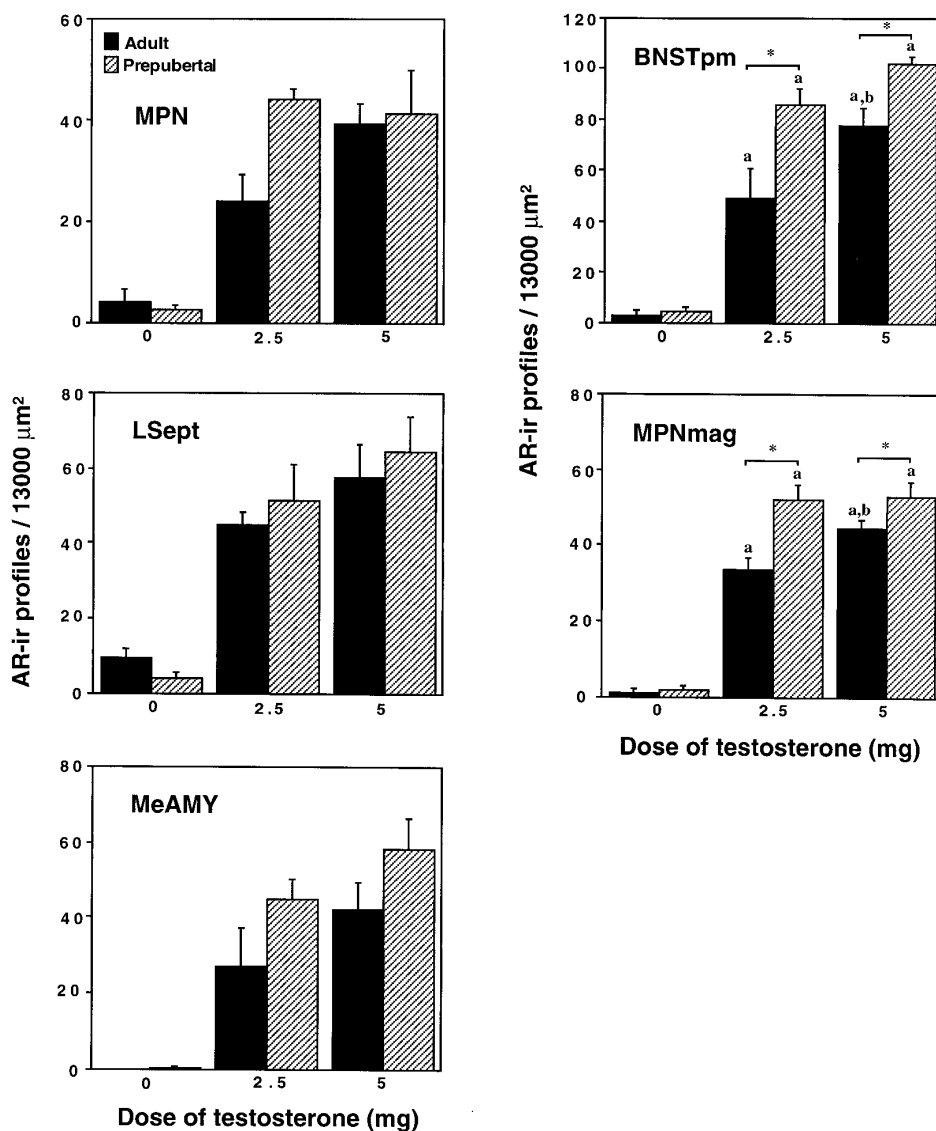 60
40
20
0
Adult
Prepubertal
MPN
0
2.5
5
80
60
40
20
0
LSept
0
2.5
5
80
60
40
20
0
MeAMY
0
2.5
5
AR-ir profiles / 13000 µm²
Dose of testosterone (mg)
120
100
80
60
40
20
0
BNSTpm
*
*
a
a
a,b
a
0
2.5
5
80
60
40
20
0
MPNmag
*
*
a
a
a,b
a
0
2.5
5
AR-ir profiles / 13000 µm²
Dose of testosterone (mg)